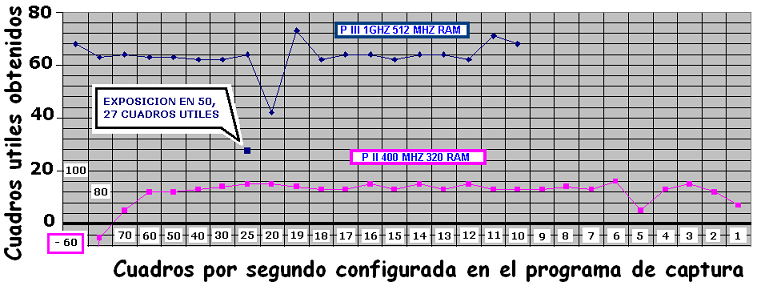 80
P III 1GHZ 512 MHZ RAM
60
EXPOSICION EN 50,
27 CUADROS UTILES
40
P II 400 MHZ 320 RAM
20
100
80
0
- 60
70 60 50 40 30 25 20 19 18 17 16 15 14 13 12 11 10 9 8 7 6 5 4 3 2 1
Cuadros utiles obtenidos
Cuadros por segundo configurada en el programa de captura